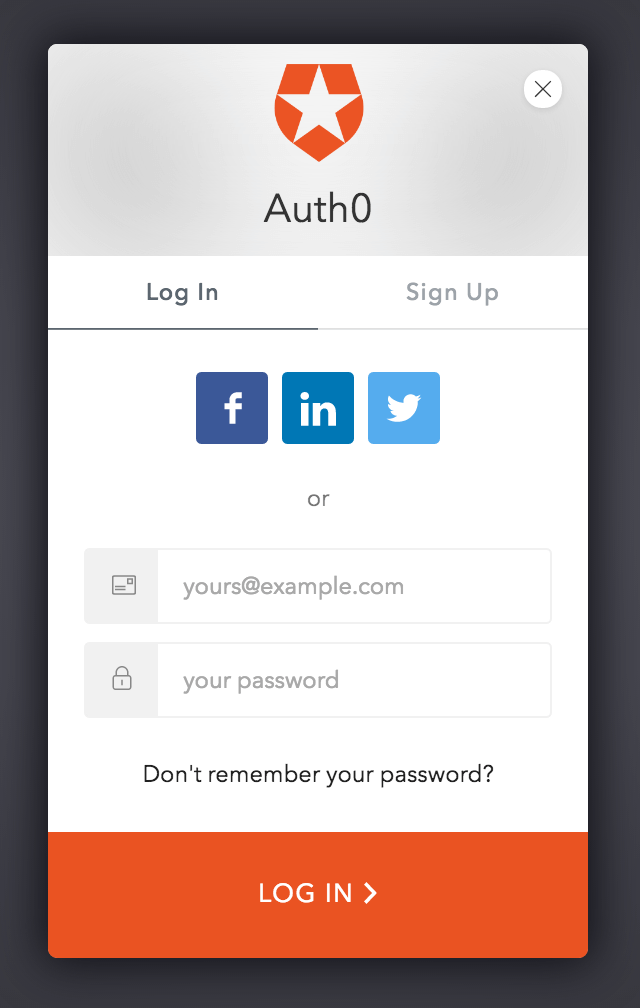 Auth0
Log In
Sign Up
f
in
or
yours@example.com
your password
Don't remember your password?
LOG IN